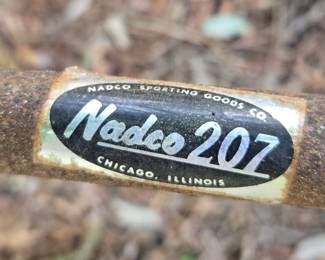 NADCO SPORTING GOODS CO.
Nadco 207
CHICAGO, ILLINOIS